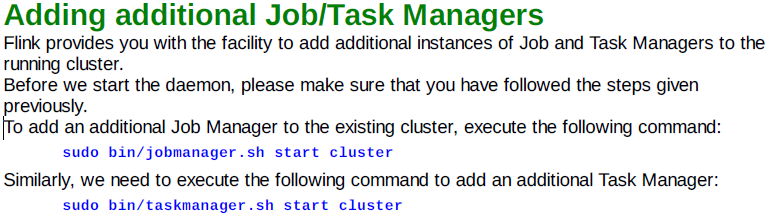 Adding additional Job/Task Managers
Flink provides you with the facility to add additional instances of Job and Task Managers to the
running cluster.
Before we start the daemon, please make sure that you have followed the steps given
previously.
To add an additional Job Manager to the existing cluster, execute the following command:
sudo bin/jobmanager.sh start cluster
Similarly, we need to execute the following command to add an additional Task Manager:
sudo bin/taskmanager.sh start cluster